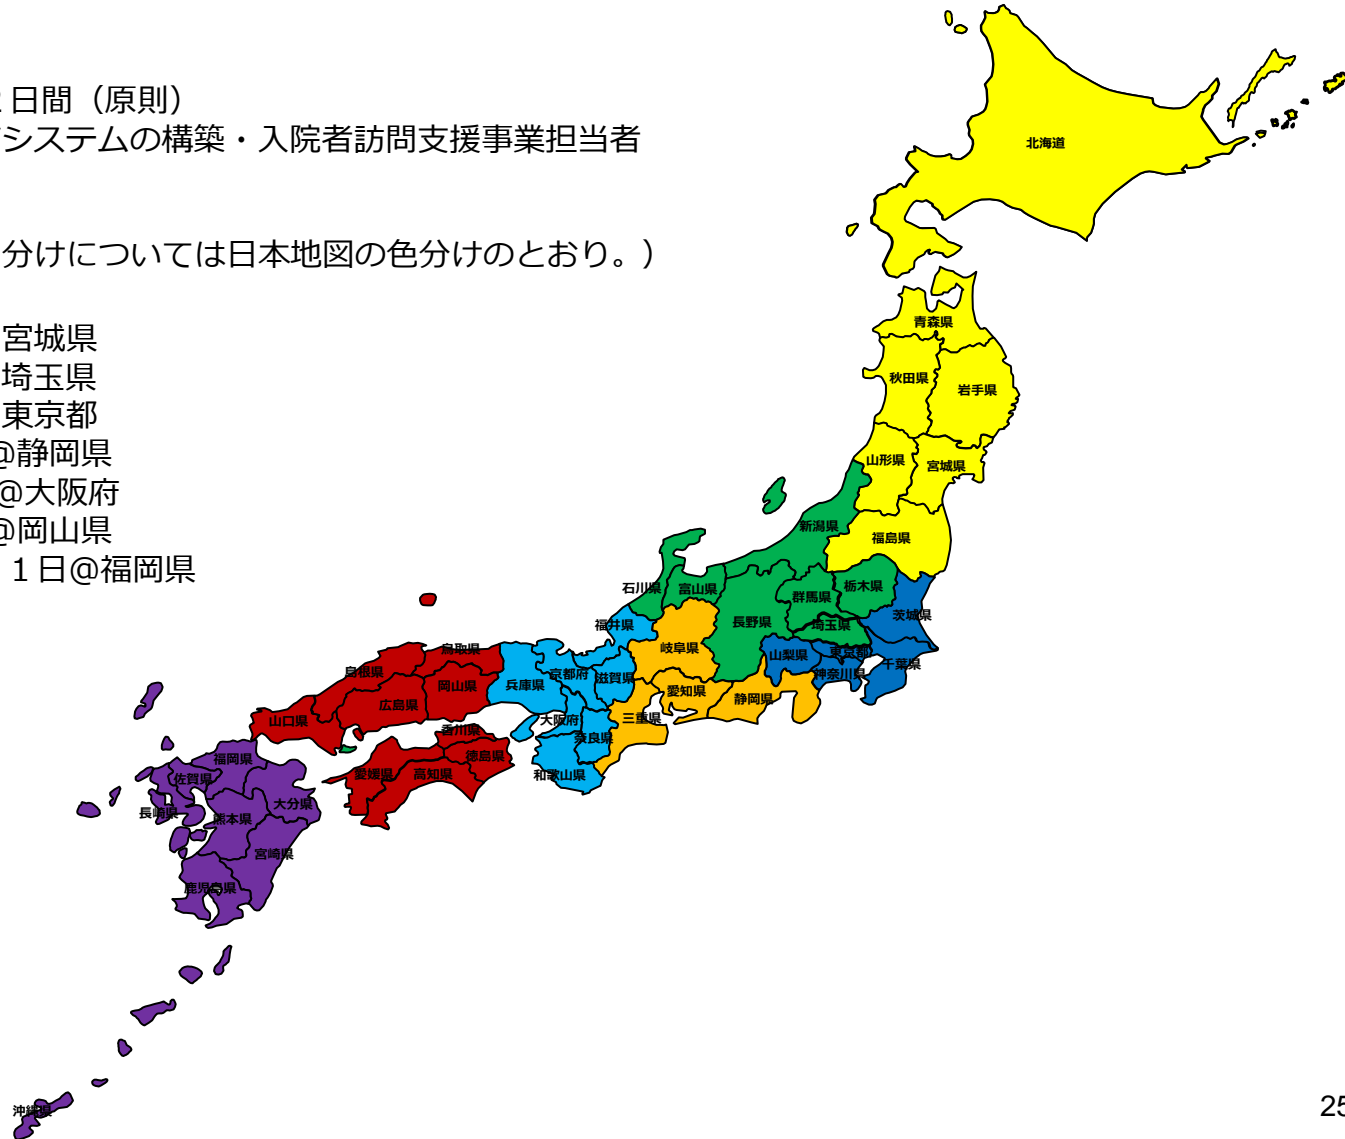 日間（原則）
システムの構築・入院者訪問支援事業担当者
分けについては日本地図の色分けのとおり。）
宮城県
埼玉県
東京都
@静岡県
@大阪府
@岡山県
１日@福岡県
北海道
青森県
秋田県
岩手県
山形県
宮城県
新潟県
福島県
石川県
富山県
群馬県
栃木県
茨城県
福井県
長野県
埼玉県
岐阜県
山梨県
東京都
千葉県
神奈川県
鳥取県
島根県
岡山県
兵庫県
京都府
滋賀県
愛知県
静岡県
広島県
山口県
大阪府
三重県
香川県
奈良県
徳島県
愛媛県
高知県
和歌山県
福岡県
佐賀県
大分県
長崎県
熊本県
宮崎県
鹿児島県
沖縄県
25